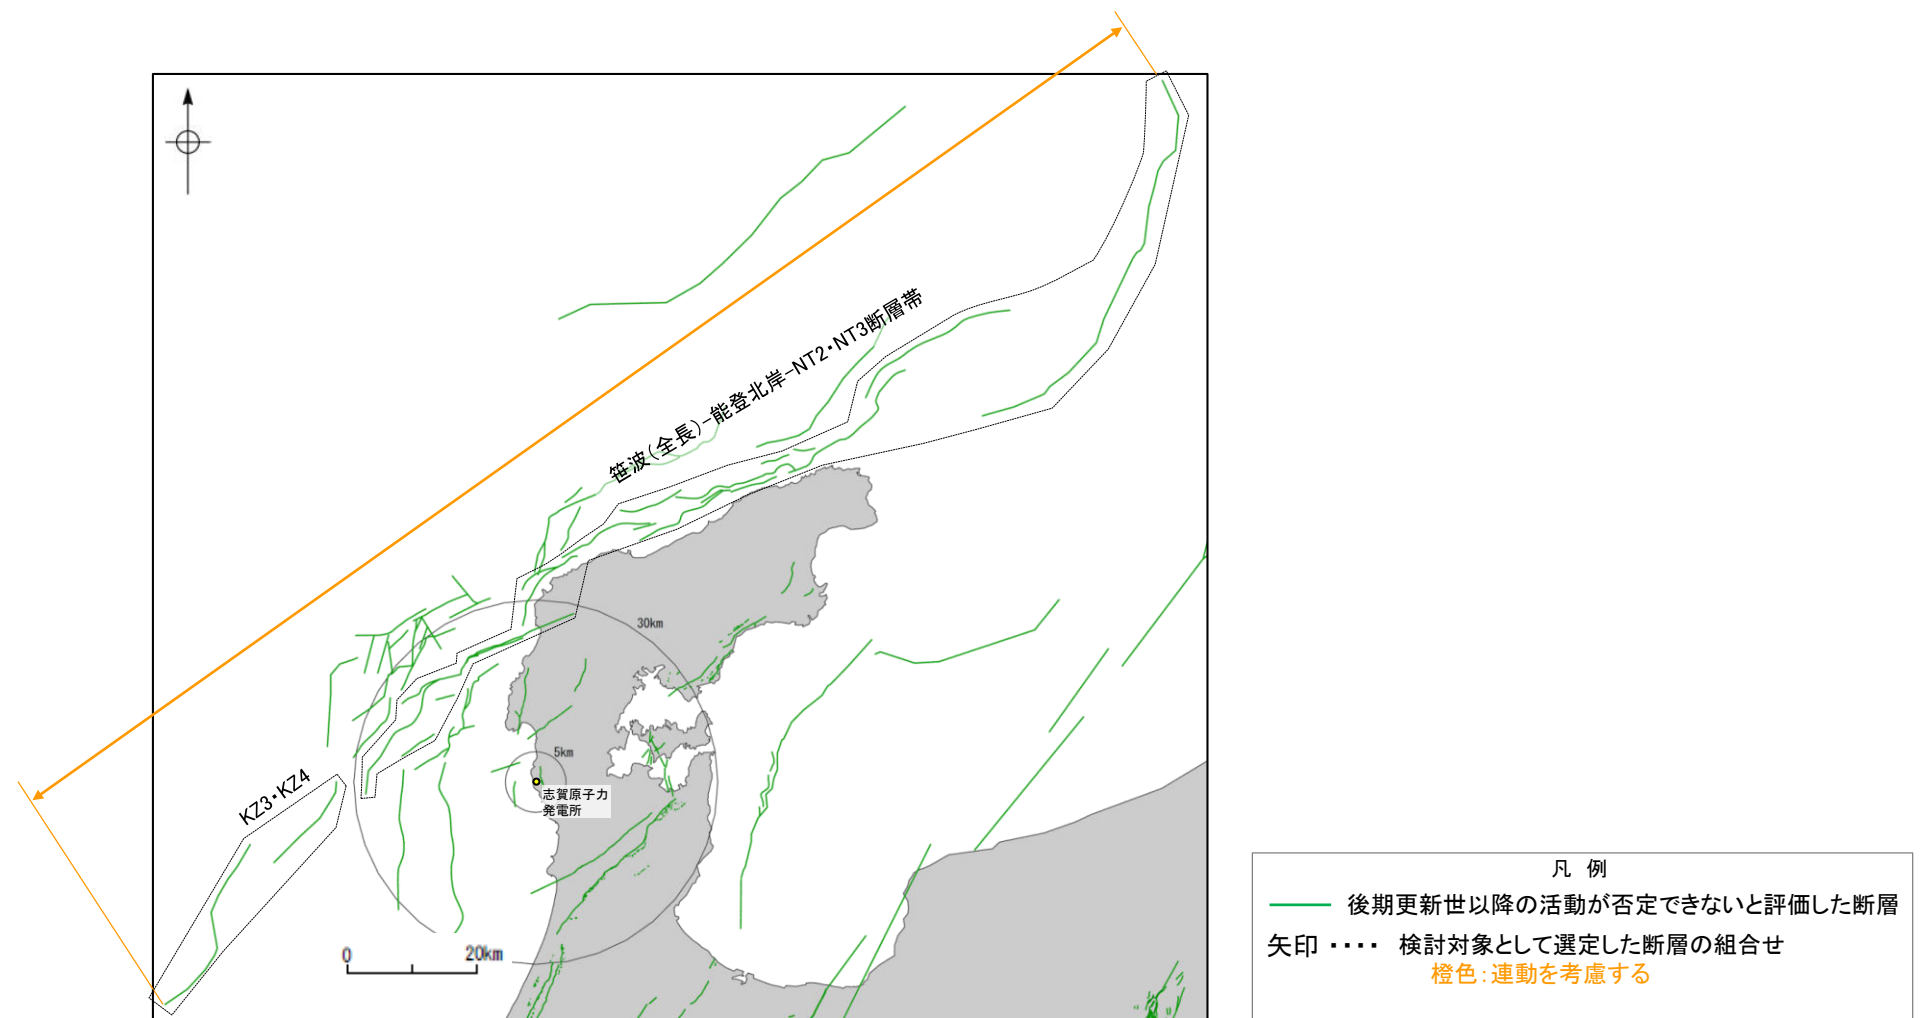 笹波(全長)-能登北岸-NT2・NT3断層帯
30km
5km
志賀原子力
発電所
KZ3・KZ4
0 20km
凡 例
後期更新世以降の活動が否定できないと評価した断層
矢印 ・・・・ 検討対象として選定した断層の組合せ
橙色：連動を考慮する